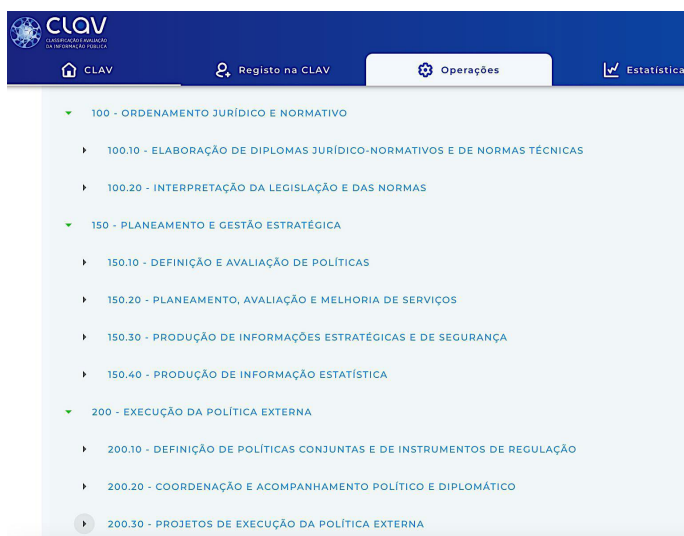 CLAV
CLASSIFICAÇÃO E AVALIAÇÃO
DA INFORMAÇÃO PÚBLICA
CLAV
Registo na CLAV
Operações
Estatística
100 - ORDENAMENTO JURÍDICO E NORMATIVO
100.10 - ELABORAÇÃO DE DIPLOMAS JURÍDICO-NORMATIVOS E DE NORMAS TÉCNICAS
100.20 - INTERPRETAÇÃO DA LEGISLAÇÃO E DAS NORMAS
150 - PLANEAMENTO E GESTÃO ESTRATÉGICA
150.10 - DEFINIÇÃO E AVALIAÇÃO DE POLÍTICAS
150.20 - PLANEAMENTO, AVALIAÇÃO E MELHORIA DE SERVIÇOS
150.30 - PRODUÇÃO DE INFORMAÇÕES ESTRATÉGICAS E DE SEGURANÇA
150.40 - PRODUÇÃO DE INFORMAÇÃO ESTATÍSTICA
200 - EXECUÇÃO DA POLÍTICA EXTERNA
200.10 - DEFINIÇÃO DE POLÍTICAS CONJUNTAS E DE INSTRUMENTOS DE REGULAÇÃO
200.20 - COORDENAÇÃO E ACOMPANHAMENTO POLÍTICO E DIPLOMÁTICO
200.30 - PROJETOS DE EXECUÇÃO DA POLÍTICA EXTERNA